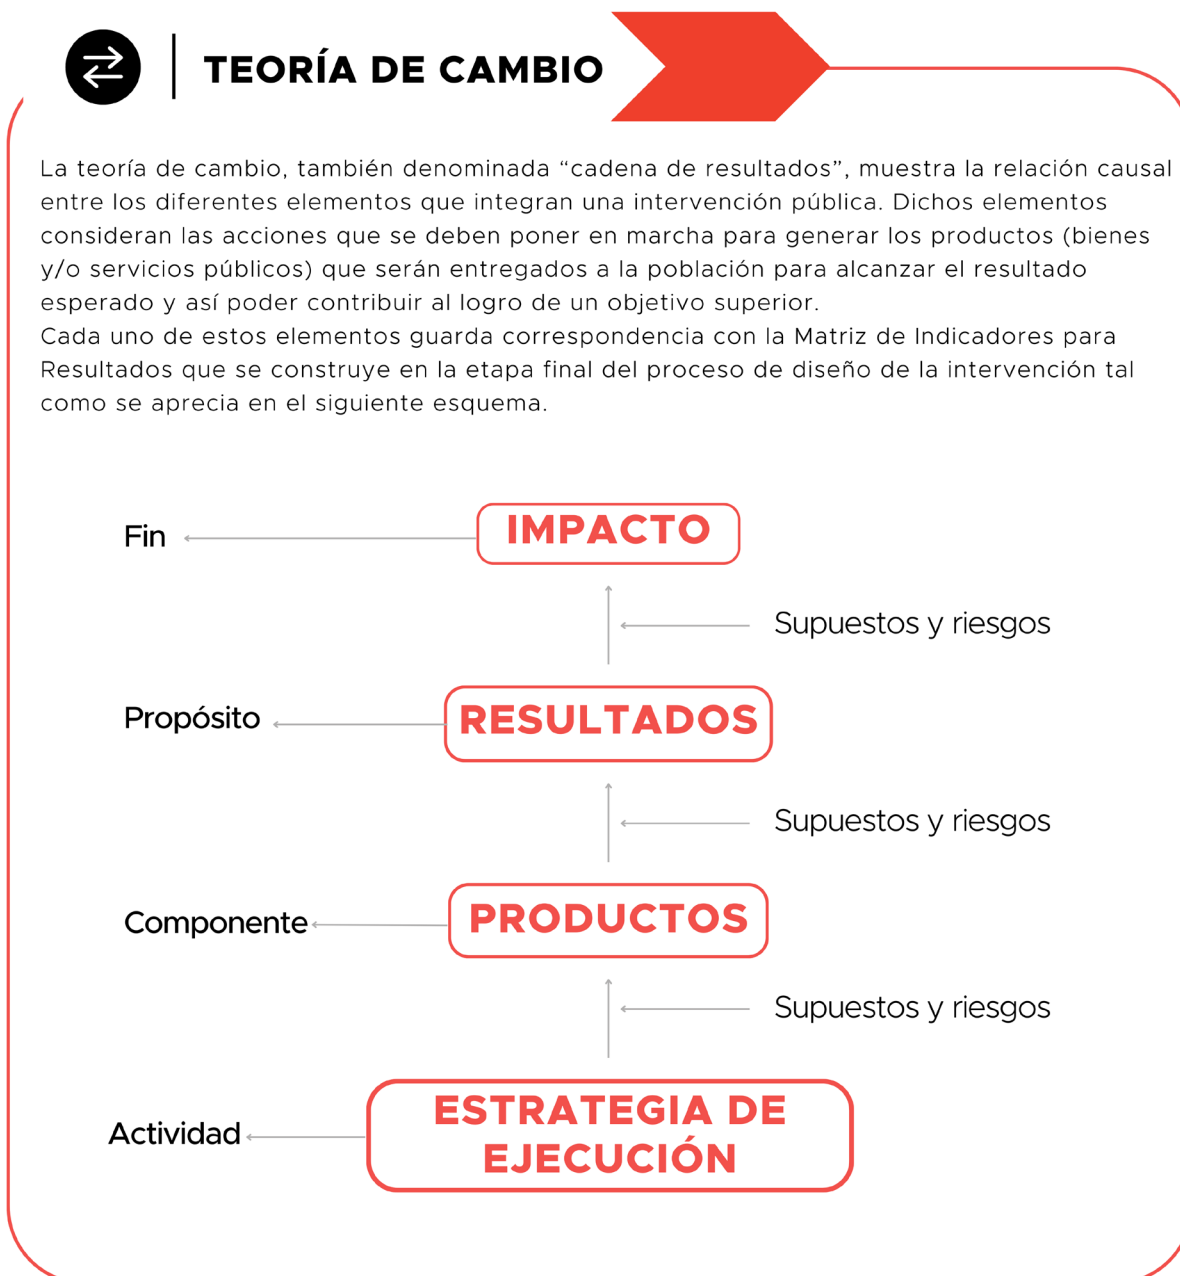 TEORÍA DE CAMBIO
La teoría de cambio, también denominada “cadena de resultados”, muestra la relación causal
entre los diferentes elementos que integran una intervención pública. Dichos elementos
consideran las acciones que se deben poner en marcha para generar los productos (bienes
y/o servicios públicos) que serán entregados a la población para alcanzar el resultado
esperado y así poder contribuir al logro de un objetivo superior.
Cada uno de estos elementos guarda correspondencia con la Matriz de Indicadores para
Resultados que se construye en la etapa final del proceso de diseño de la intervención tal
como se aprecia en el siguiente esquema.
Fin
IMPACTO
Supuestos y riesgos
Propósito
RESULTADOS
Supuestos y riesgos
Componente
PRODUCTOS
Supuestos y riesgos
Actividad
ESTRATEGIA DE
EJECUCIÓN